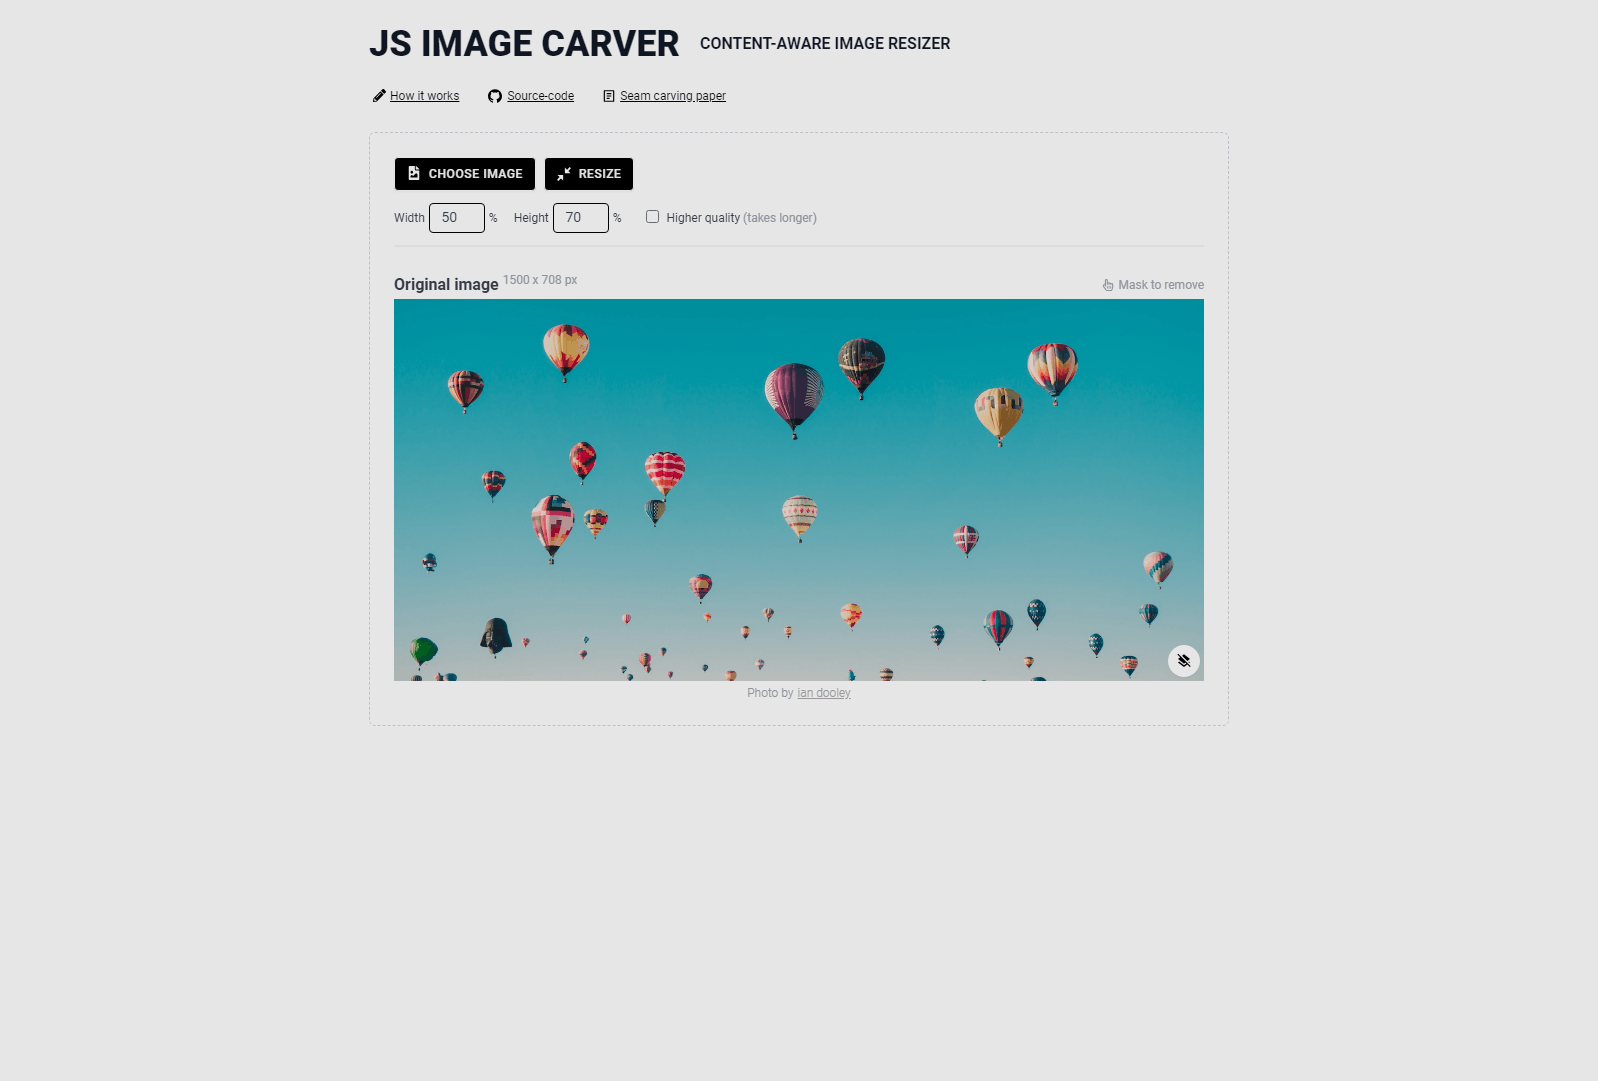 JS IMAGE CARVER CONTENT-AWARE IMAGE RESIZER
How it works Source-code Seam carving paper
CHOOSE IMAGE RESIZE
Width 50 % Height 70 % Higher quality (takes longer)
Original image 1500 x 708 px Mask to remove
Photo by ian dooley